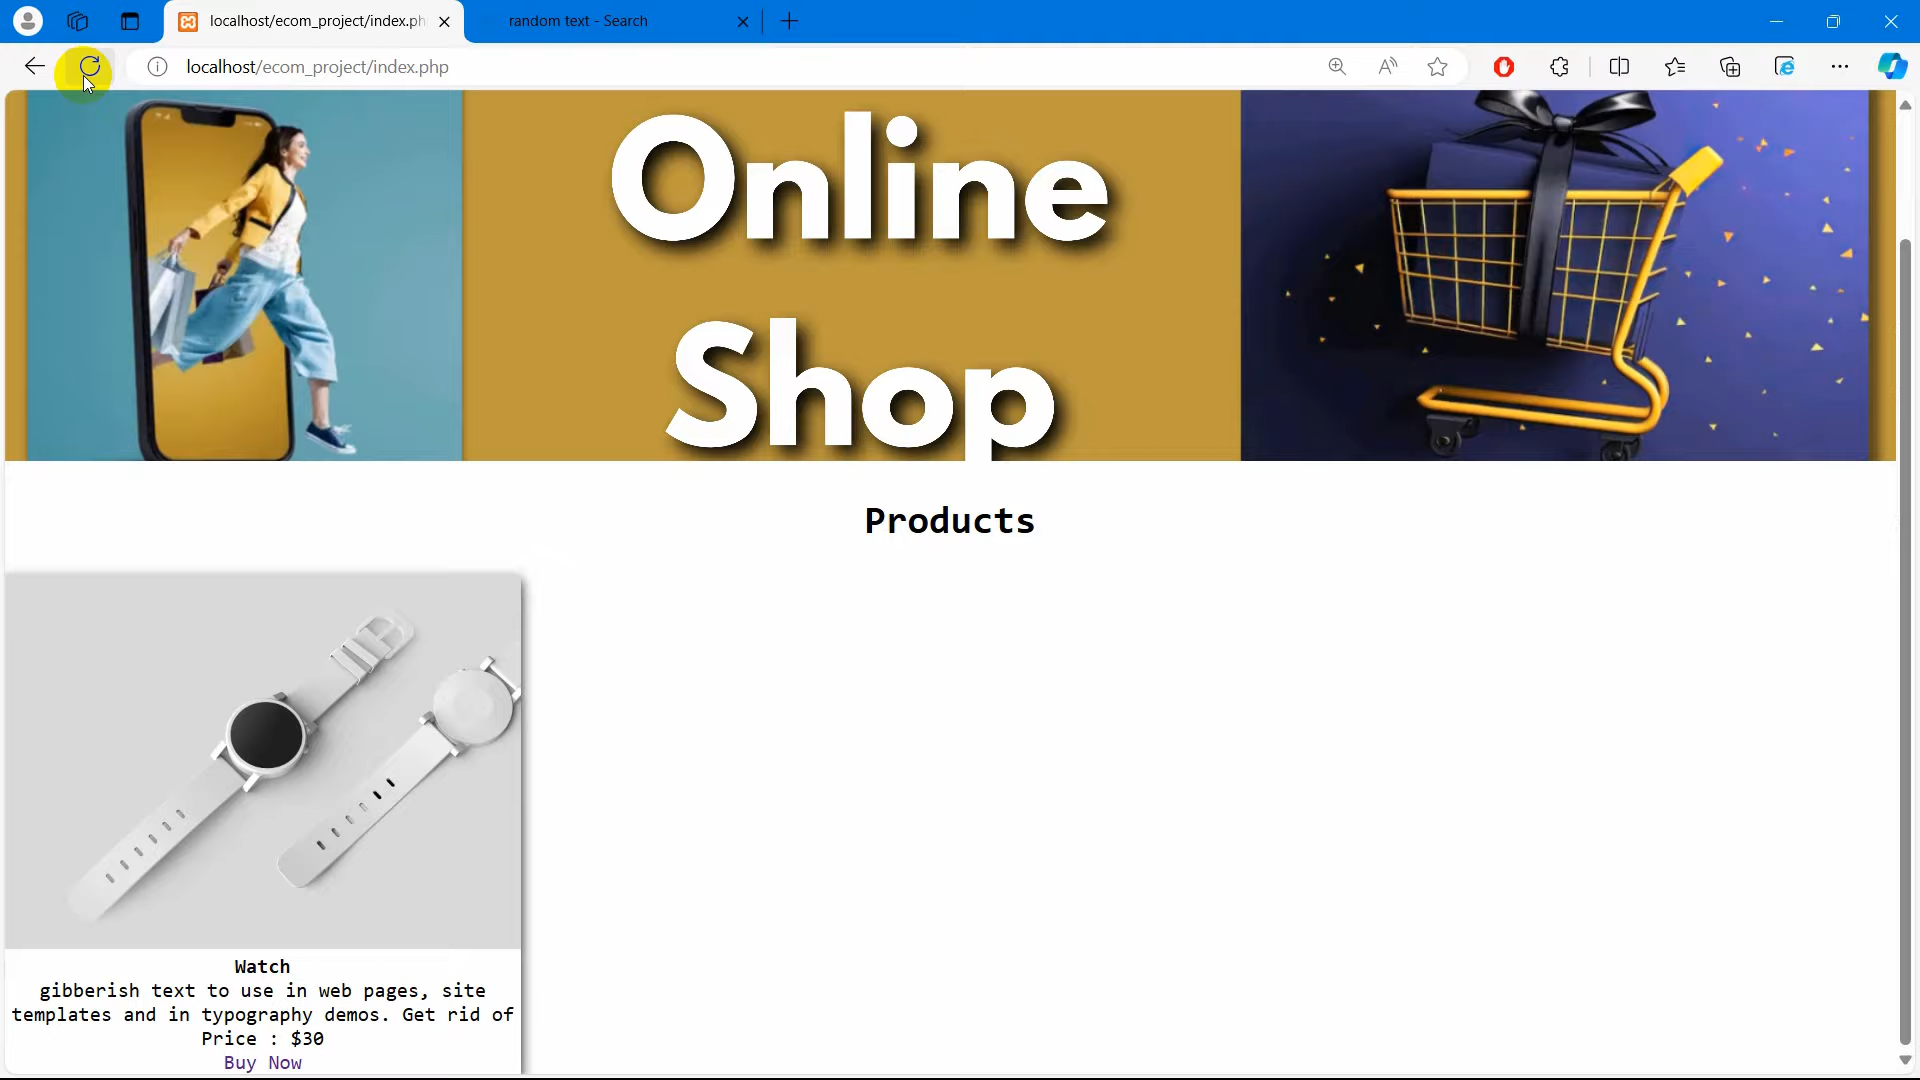 localhost/ecom_project/index.ph
random text - Search
localhost/ecom_project/index.php
Online
Shop
Products
Watch
gibberish text to use in web pages, site
templates and in typography demos. Get rid of
Price : $30
Buy Now